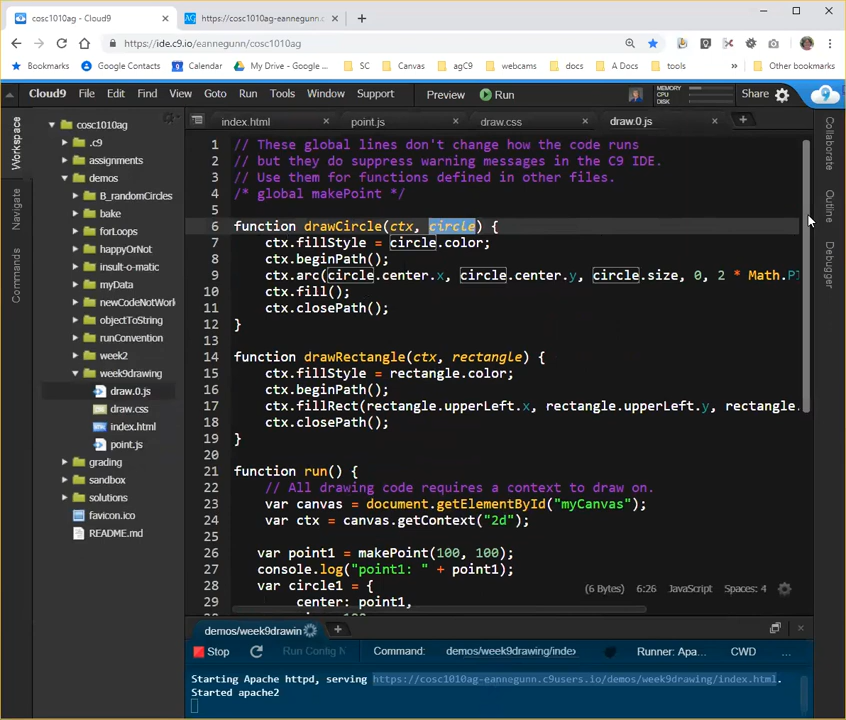 cosc1010ag - Cloud9
https://cosc1010ag-eannegunn.c
https://ide.c9.io/eannegunn/cosc1010ag
Bookmarks
Google Contacts
Calendar
My Drive - Google ...
SC
Canvas
agC9
webcams
docs
A Docs
tools
»
Other bookmarks
Cloud9
File
Edit
Find
View
Goto
Run
Tools
Window
Support
Preview
Run
MEMORY
CPU
DISK
Share
index.html
point.js
draw.css
draw.0.js
Workspace
Navigate
Commands
cosc1010ag
.c9
assignments
demos
B_randomCircles
bake
forLoops
happyOrNot
insult-o-matic
myData
newCodeNotWork
objectToString
runConvention
week2
week9drawing
draw.0.js
draw.css
index.html
point.js
grading
sandbox
solutions
favicon.ico
README.md
1 // These global lines don't change how the code runs
2 // but they do suppress warning messages in the C9 IDE.
3 // Use them for functions defined in other files.
4 /* global makePoint */
5
6 function drawCircle(ctx, circle) {
7 ctx.fillStyle = circle.color;
8 ctx.beginPath();
9 ctx.arc(circle.center.x, circle.center.y, circle.size, 0, 2 * Math.PI
10 ctx.fill();
11 ctx.closePath();
12 }
13
14 function drawRectangle(ctx, rectangle) {
15 ctx.fillStyle = rectangle.color;
16 ctx.beginPath();
17 ctx.fillRect(rectangle.upperLeft.x, rectangle.upperLeft.y, rectangle.
18 ctx.closePath();
19 }
20
21 function run() {
22 // All drawing code requires a context to draw on.
23 var canvas = document.getElementById("myCanvas");
24 var ctx = canvas.getContext("2d");
25
26 var point1 = makePoint(100, 100);
27 console.log("point1: " + point1);
28 var circle1 = {
29 center: point1,
(6 Bytes)
6:26
JavaScript
Spaces: 4
Collaborate
Outline
Debugger
demos/week9drawin
Stop
Run Config N
Command:
demos/week9drawing/index
Runner: Apa...
CWD
...
Starting Apache httpd, serving https://cosc1010ag-eannegunn.c9users.io/demos/week9drawing/index.html.
Started apache2